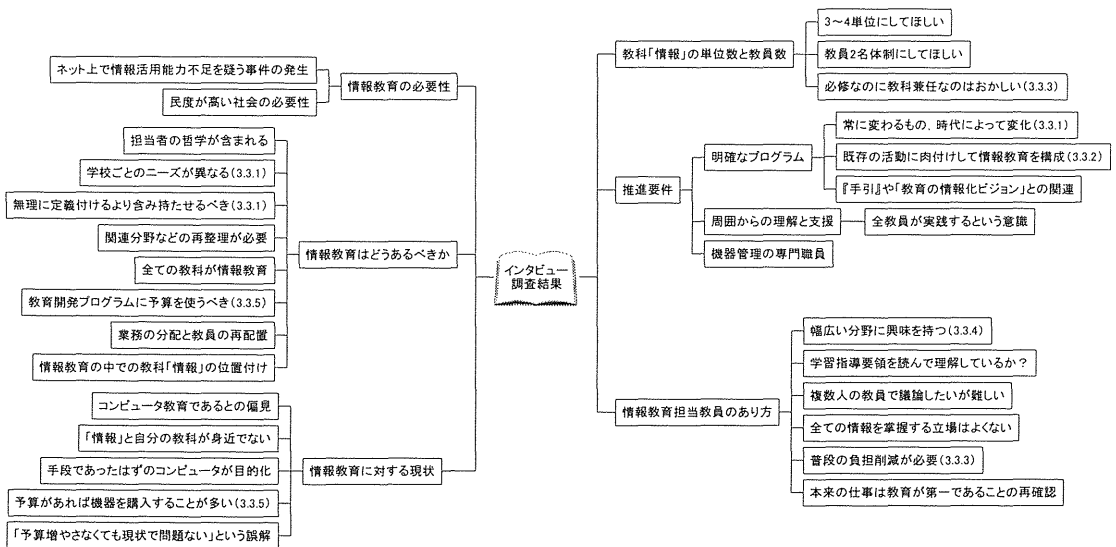 インタビュー
調査結果
情報教育の必要性
ネット上で情報活用能力不足を疑う事件の発生
民度が高い社会の必要性
情報教育はどうあるべきか
担当者の哲学が含まれる
学校ごとのニーズが異なる(3.3.1)
無理に定義付けるより含み持たせるべき(3.3.1)
関連分野などの再整理が必要
全ての教科が情報教育
教育開発プログラムに予算を使うべき(3.3.5)
業務の分配と教員の再配置
情報教育の中での教科「情報」の位置付け
情報教育に対する現状
コンピュータ教育であるとの偏見
「情報」と自分の教科が身近でない
手段であったはずのコンピュータが目的化
予算があれば機器を購入することが多い(3.3.5)
「予算増やさなくても現状で問題ない」という誤解
教科「情報」の単位数と教員数
3～4単位にしてほしい
教員2名体制にしてほしい
必修なのに教科兼任なのはおかしい(3.3.3)
推進要件
明確なプログラム
常に変わるもの、時代によって変化(3.3.1)
既存の活動に肉付けして情報教育を構成(3.3.2)
『手引』や「教育の情報化ビジョン」との関連
周囲からの理解と支援
全教員が実践するという意識
機器管理の専門職員
情報教育担当教員のあり方
幅広い分野に興味を持つ(3.3.4)
学習指導要領を読んで理解しているか？
複数人の教員で議論したいが難しい
全ての情報を掌握する立場はよくない
普段の負担削減が必要(3.3.3)
本来の仕事は教育が第一であることの再確認